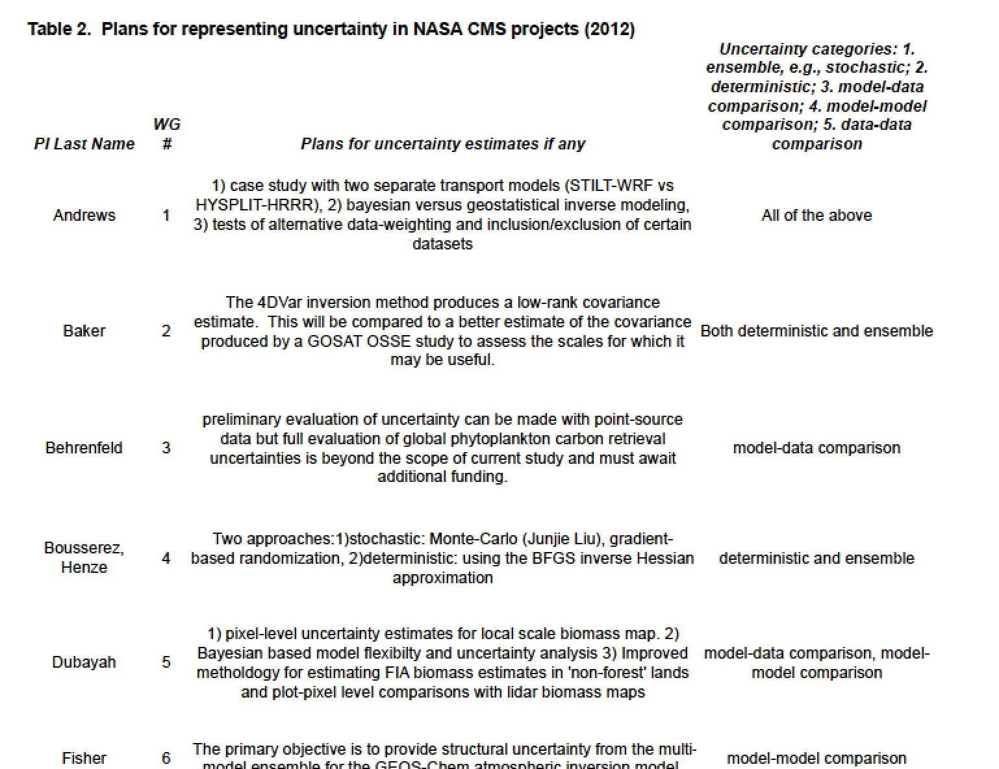 Table 2.  Plans for representing uncertainty in NASA CMS projects (2012)
PI Last Name
WG
#
Plans for uncertainty estimates if any
Uncertainty categories: 1.
ensemble, e.g., stochastic; 2.
deterministic; 3. model-data
comparison; 4. model-model
comparison; 5. data-data
comparison
Andrews
1
1) case study with two separate transport models (STILT-WRF vs
HYSPLIT-HRRR), 2) bayesian versus geostatistical inverse modeling,
3) tests of alternative data-weighting and inclusion/exclusion of certain
datasets
All of the above
Baker
2
The 4DVar inversion method produces a low-rank covariance
estimate.  This will be compared to a better estimate of the covariance
produced by a GOSAT OSSE study to assess the scales for which it
may be useful.
Both deterministic and ensemble
Behrenfeld
3
preliminary evaluation of uncertainty can be made with point-source
data but full evaluation of global phytoplankton carbon retrieval
uncertainties is beyond the scope of current study and must await
additional funding.
model-data comparison
Bousserez,
Henze
4
Two approaches:1)stochastic: Monte-Carlo (Junjie Liu), gradient-
based randomization, 2)deterministic: using the BFGS inverse Hessian
approximation
deterministic and ensemble
Dubayah
5
1) pixel-level uncertainty estimates for local scale biomass map. 2)
Bayesian based model flexibilty and uncertainty analysis 3) Improved
metholdogy for estimating FIA biomass estimates in 'non-forest' lands
and plot-pixel level comparisons with lidar biomass maps
model-data comparison, model-
model comparison
Fisher
6
The primary objective is to provide structural uncertainty from the multi-
model ensemble for the GEOS-Chem atmospheric inversion model
model-model comparison